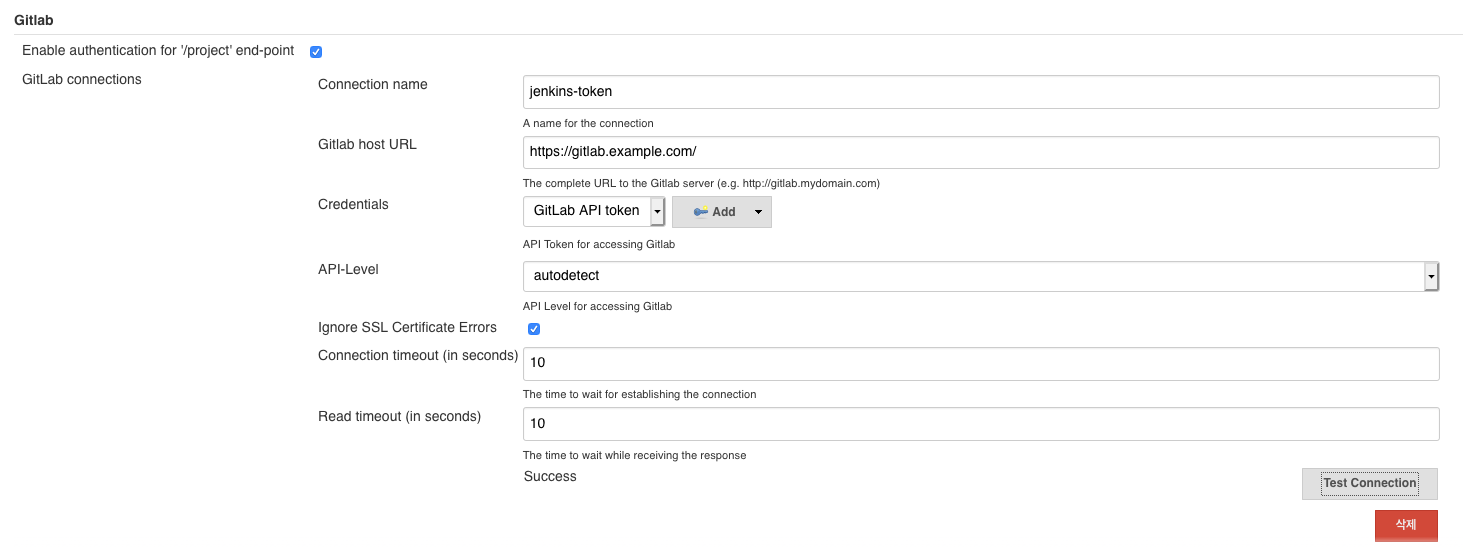 Gitlab
Enable authentication for '/project' end-point
GitLab connections
Connection name
jenkins-token
A name for the connection
Gitlab host URL
https://gitlab.example.com/
The complete URL to the Gitlab server (e.g. http://gitlab.mydomain.com)
Credentials
GitLab API token
Add
API Token for accessing Gitlab
API-Level
autodetect
API Level for accessing Gitlab
Ignore SSL Certificate Errors
Connection timeout (in seconds)
10
The time to wait for establishing the connection
Read timeout (in seconds)
10
The time to wait while receiving the response
Success
Test Connection
삭제